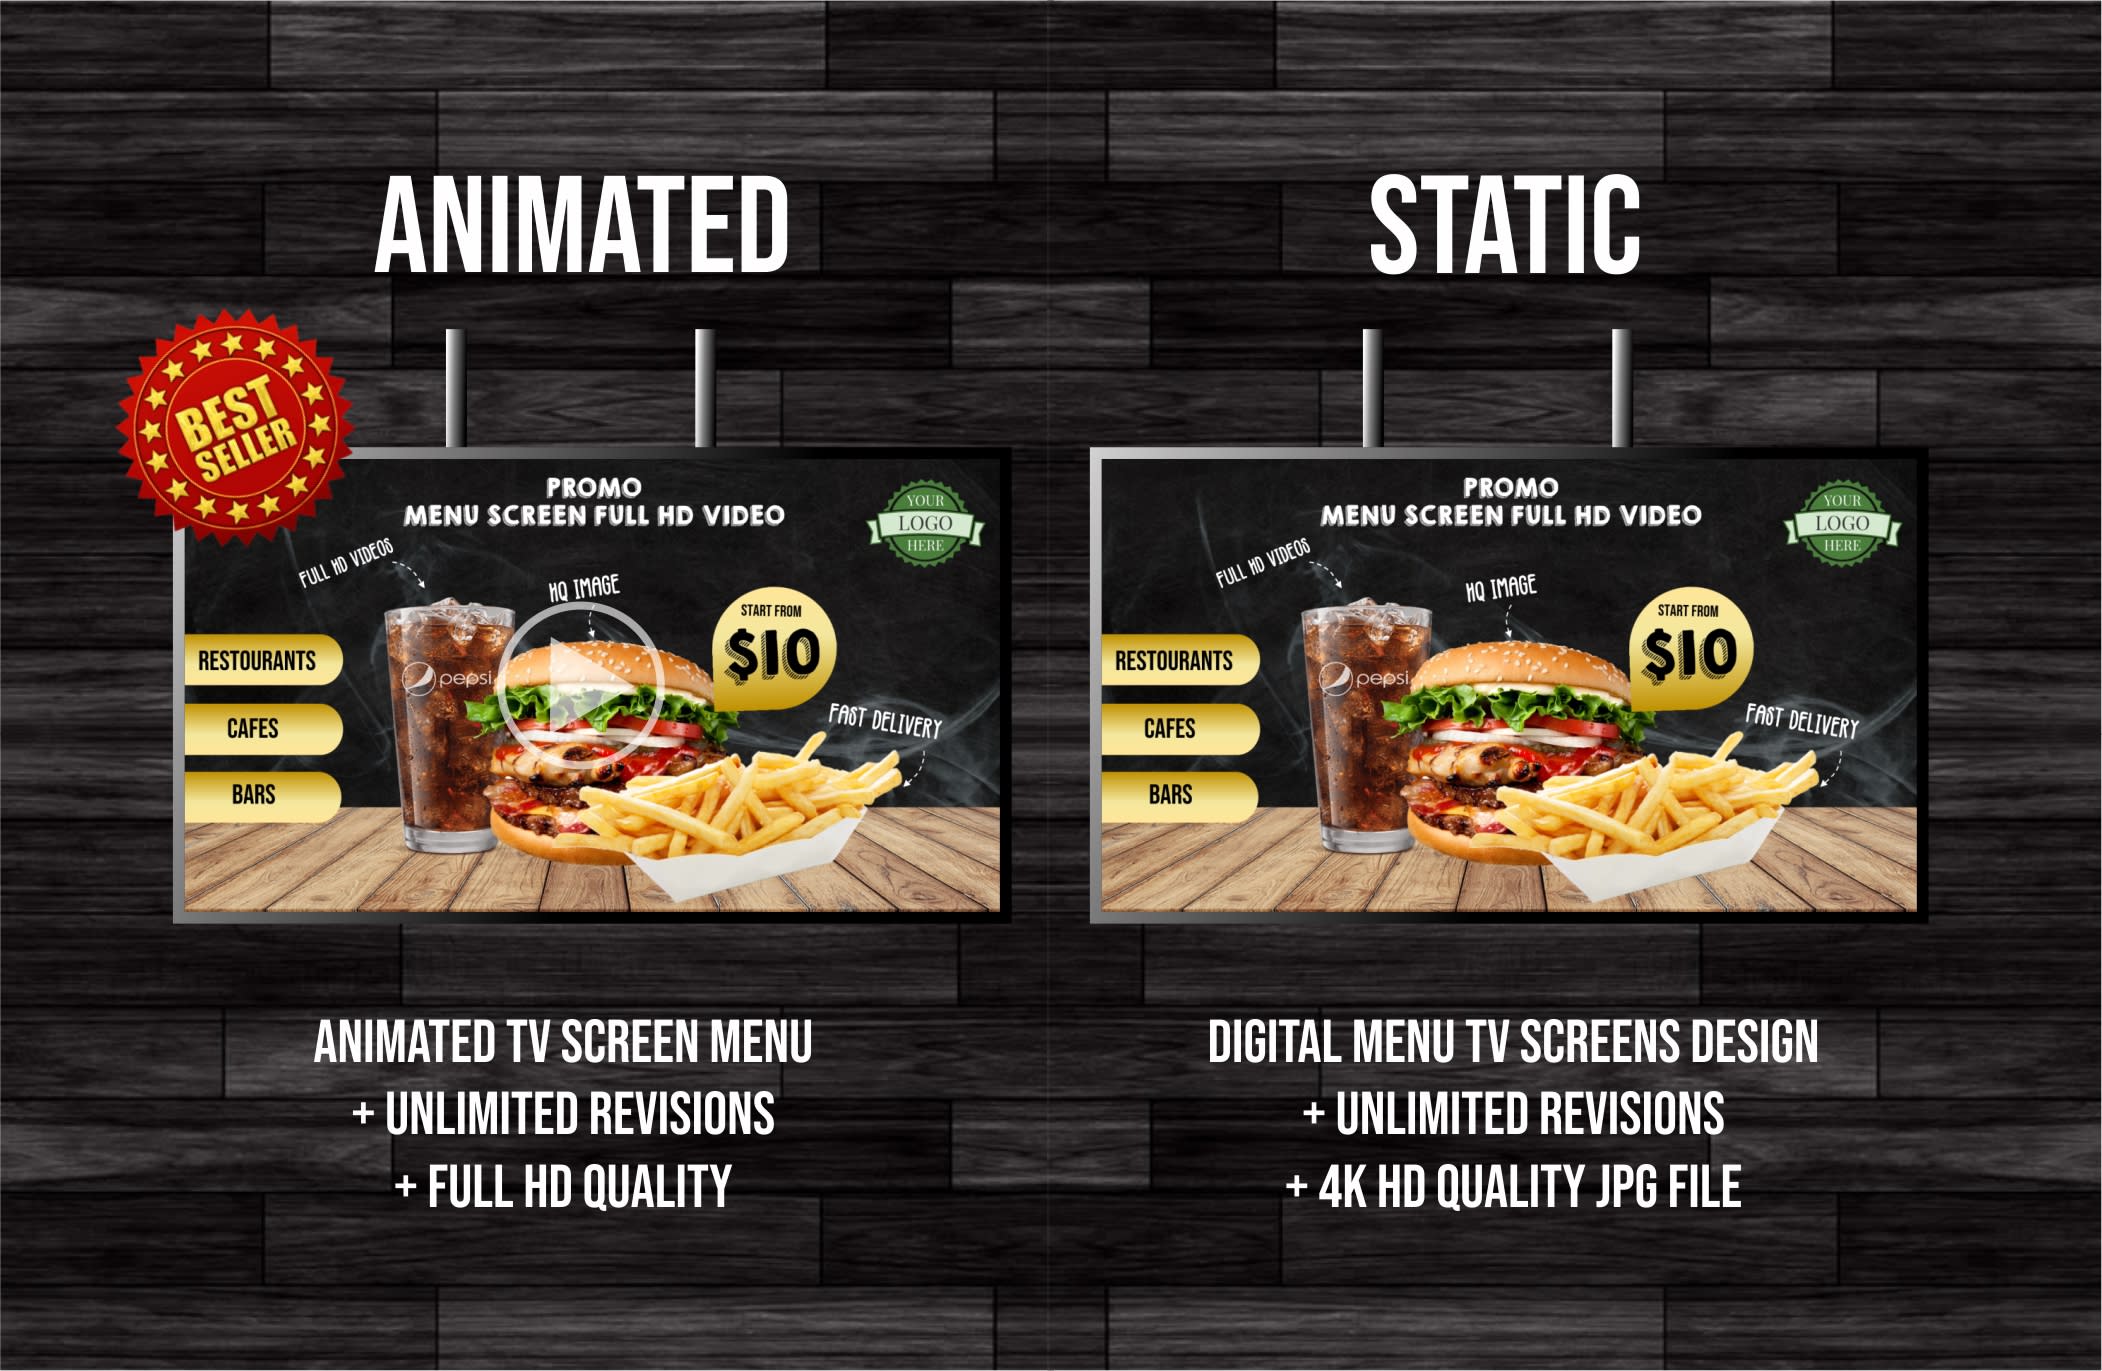 ANIMATED
BEST
SELLER
PROMO
MENU SCREEN FULL HD VIDEO
YOUR
LOGO
HERE
FULL HD VIDEOS
HQ IMAGE
START FROM
$10
pepsi
RESTOURANTS
CAFES
BARS
FAST DELIVERY
ANIMATED TV SCREEN MENU
+ UNLIMITED REVISIONS
+ FULL HD QUALITY
STATIC
PROMO
MENU SCREEN FULL HD VIDEO
YOUR
LOGO
HERE
FULL HD VIDEOS
HQ IMAGE
START FROM
$10
pepsi
RESTOURANTS
CAFES
BARS
FAST DELIVERY
DIGITAL MENU TV SCREENS DESIGN
+ UNLIMITED REVISIONS
+ 4K HD QUALITY JPG FILE